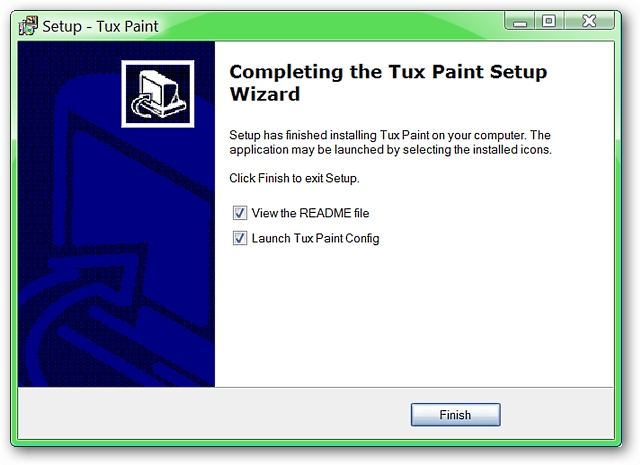 Setup - Tux Paint
Completing the Tux Paint Setup
Wizard
Setup has finished installing Tux Paint on your computer. The
application may be launched by selecting the installed icons.
Click Finish to exit Setup.
View the README file
Launch Tux Paint Config
Finish